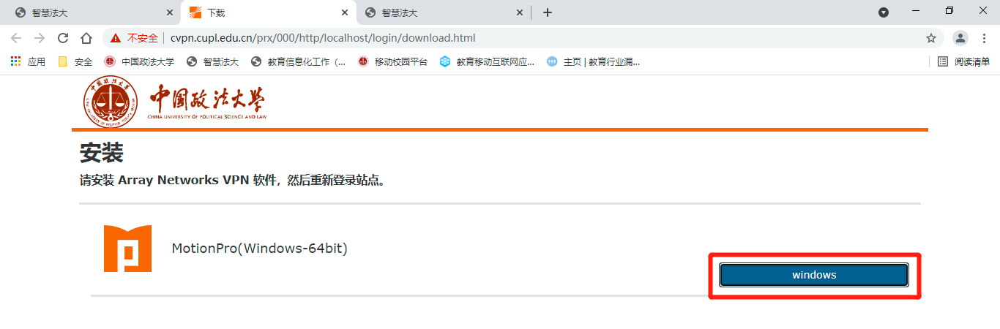 智慧法大
下载
智慧法大
不安全 | cvpn.cupl.edu.cn/prx/000/http/localhost/login/download.html
应用 安全 中国政法大学 智慧法大 教育信息化工作（... 移动校园平台 教育移动互联网应... 主页 | 教育行业漏... 阅读清单
中国政法大学
CHINA UNIVERSITY OF POLITICAL SCIENCE AND LAW
安装
请安装 Array Networks VPN 软件，然后重新登录站点。
MotionPro(Windows-64bit)
windows